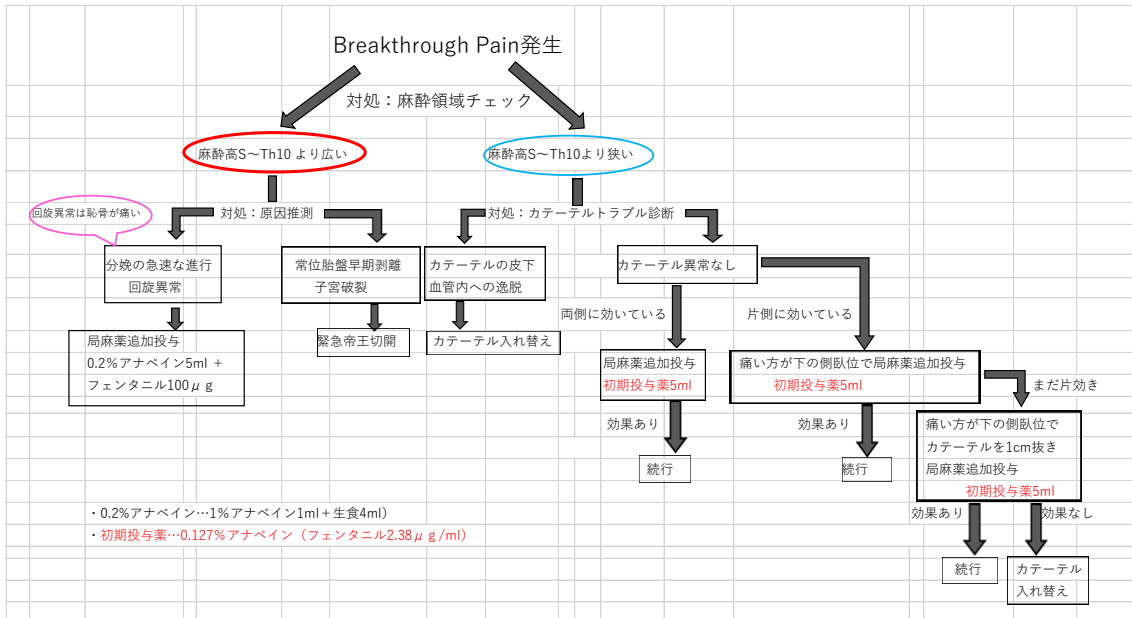 Breakthrough Pain発生
対処：麻酔領域チェック
麻酔高S～Th10 より広い
麻酔高S～Th10より狭い
回旋異常は恥骨が痛い
対処：原因推測
対処：カテーテルトラブル診断
分娩の急速な進行
回旋異常
常位胎盤早期剥離
子宮破裂
カテーテルの皮下
血管内への逸脱
カテーテル異常なし
両側に効いている
片側に効いている
局麻薬追加投与
0.2%アナペイン5ml +
フェンタニル100μg
緊急帝王切開
カテーテル入れ替え
局麻薬追加投与
初期投与薬5ml
痛い方が下の側臥位で局麻薬追加投与
初期投与薬5ml
まだ片効き
効果あり
効果あり
続行
続行
痛い方が下の側臥位で
カテーテルを1cm抜き
局麻薬追加投与
初期投与薬5ml
効果あり
効果なし
続行
カテーテル
入れ替え
・0.2%アナペイン…1%アナペイン1ml＋生食4ml）
・初期投与薬…0.127%アナペイン（フェンタニル2.38μg/ml）